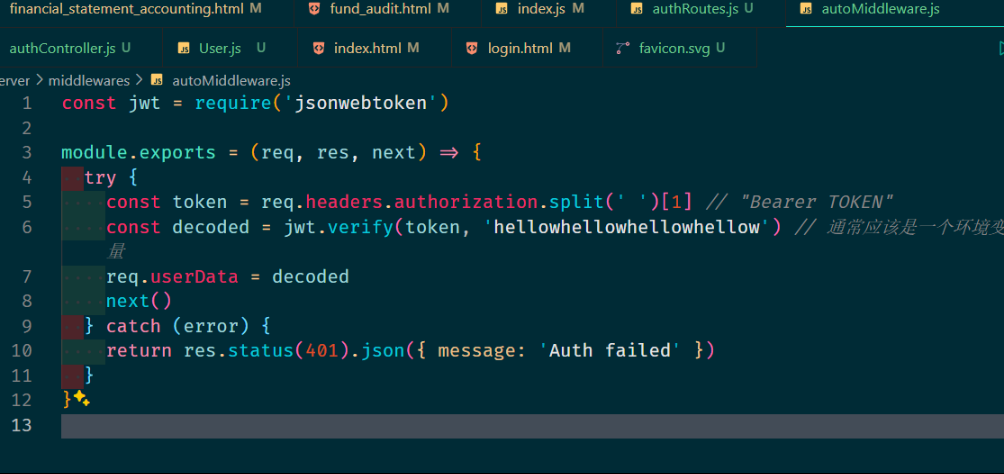 financial_statement_accounting.html M fund_audit.html M index.js M authRoutes.js U autoMiddleware.js
authController.js U User.js U index.html M login.html M favicon.svg U
erver > middlewares > autoMiddleware.js
1 const jwt = require('jsonwebtoken')
2
3 module.exports = (req, res, next) => {
4 try {
5 const token = req.headers.authorization.split(' ')[1] // "Bearer TOKEN"
6 const decoded = jwt.verify(token, 'hellowhellowhellowhellow') // 通常应该是一个环境变
量
7 req.userData = decoded
8 next()
9 } catch (error) {
10 return res.status(401).json({ message: 'Auth failed' })
11 }
12 }
13